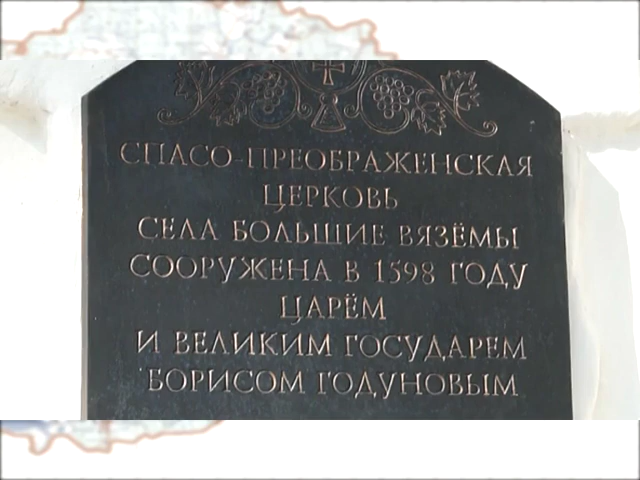 СПАСО-ПРЕОБРАЖЕНСКАЯ
ЦЕРКОВЬ
СЕЛА БОЛЬШИЕ ВЯЗЁМЫ
СООРУЖЕНА В 1598 ГОДУ
ЦАРЁМ
И ВЕЛИКИМ ГОСУДАРЕМ
БОРИСОМ ГОДУНОВЫМ